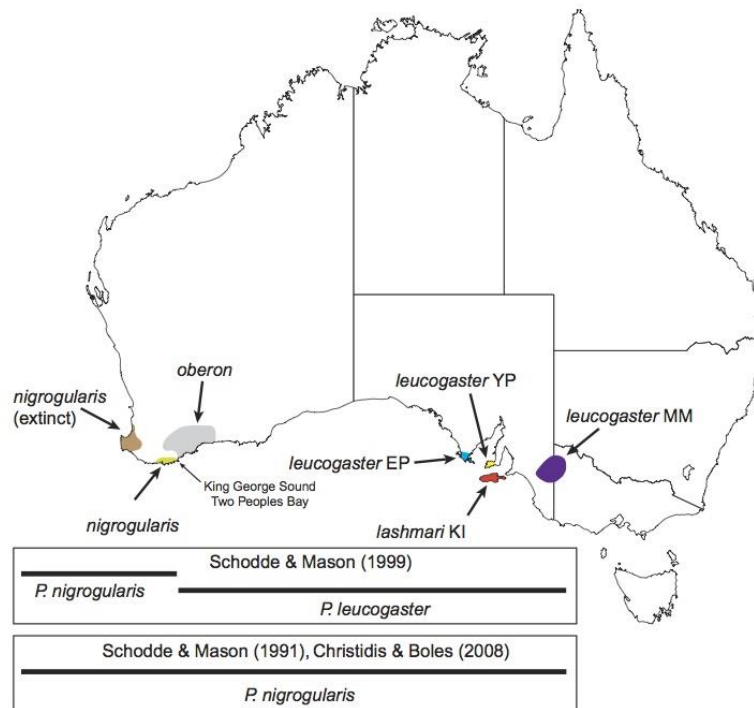 oberon
nigrogularis
(extinct)
leucogaster YP
leucogaster MM
leucogaster EP
King George Sound
Two Peoples Bay
nigrogularis
lashmari KI
Schodde & Mason (1999)
P. nigrogularis
P. leucogaster
Schodde & Mason (1991), Christidis & Boles (2008)
P. nigrogularis